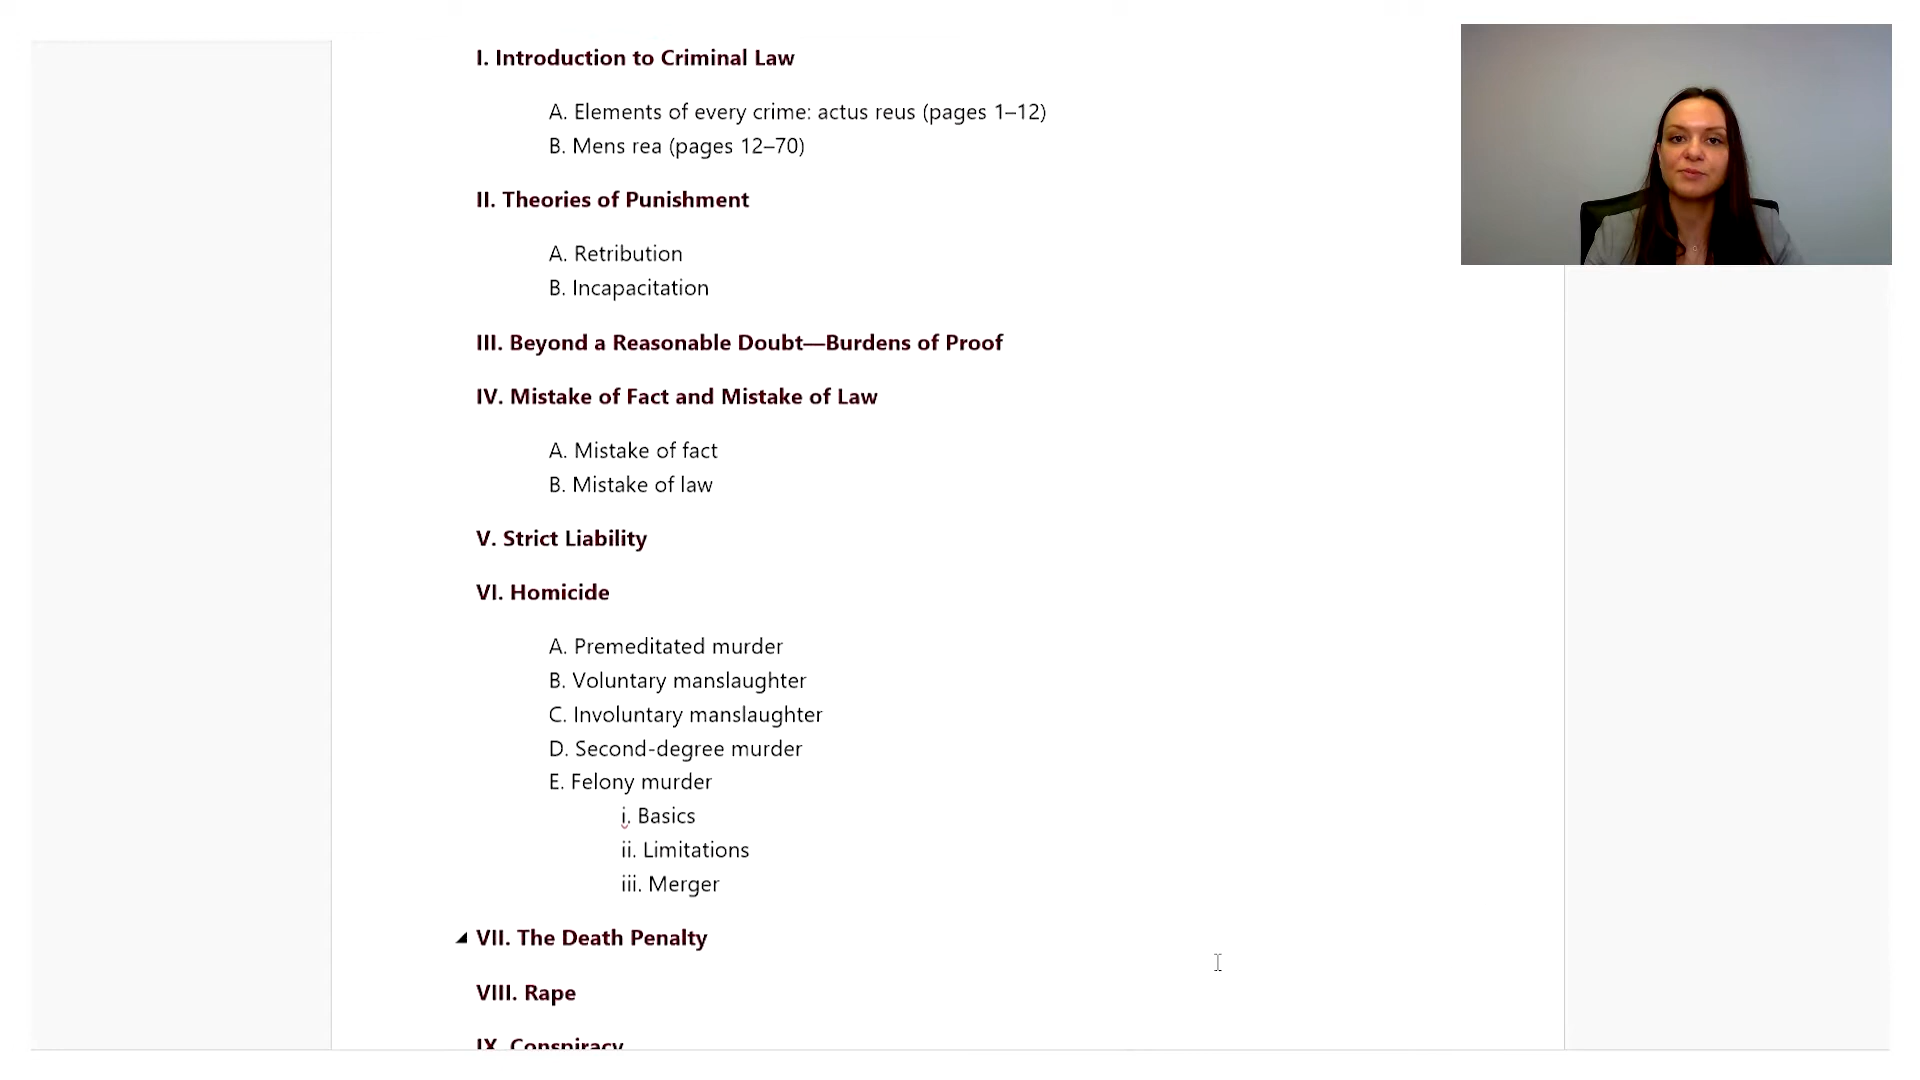 I. Introduction to Criminal Law
A. Elements of every crime: actus reus (pages 1–12)
B. Mens rea (pages 12–70)
II. Theories of Punishment
A. Retribution
B. Incapacitation
III. Beyond a Reasonable Doubt—Burdens of Proof
IV. Mistake of Fact and Mistake of Law
A. Mistake of fact
B. Mistake of law
V. Strict Liability
VI. Homicide
A. Premeditated murder
B. Voluntary manslaughter
C. Involuntary manslaughter
D. Second-degree murder
E. Felony murder
i. Basics
ii. Limitations
iii. Merger
VII. The Death Penalty
VIII. Rape
IX. Conspiracy